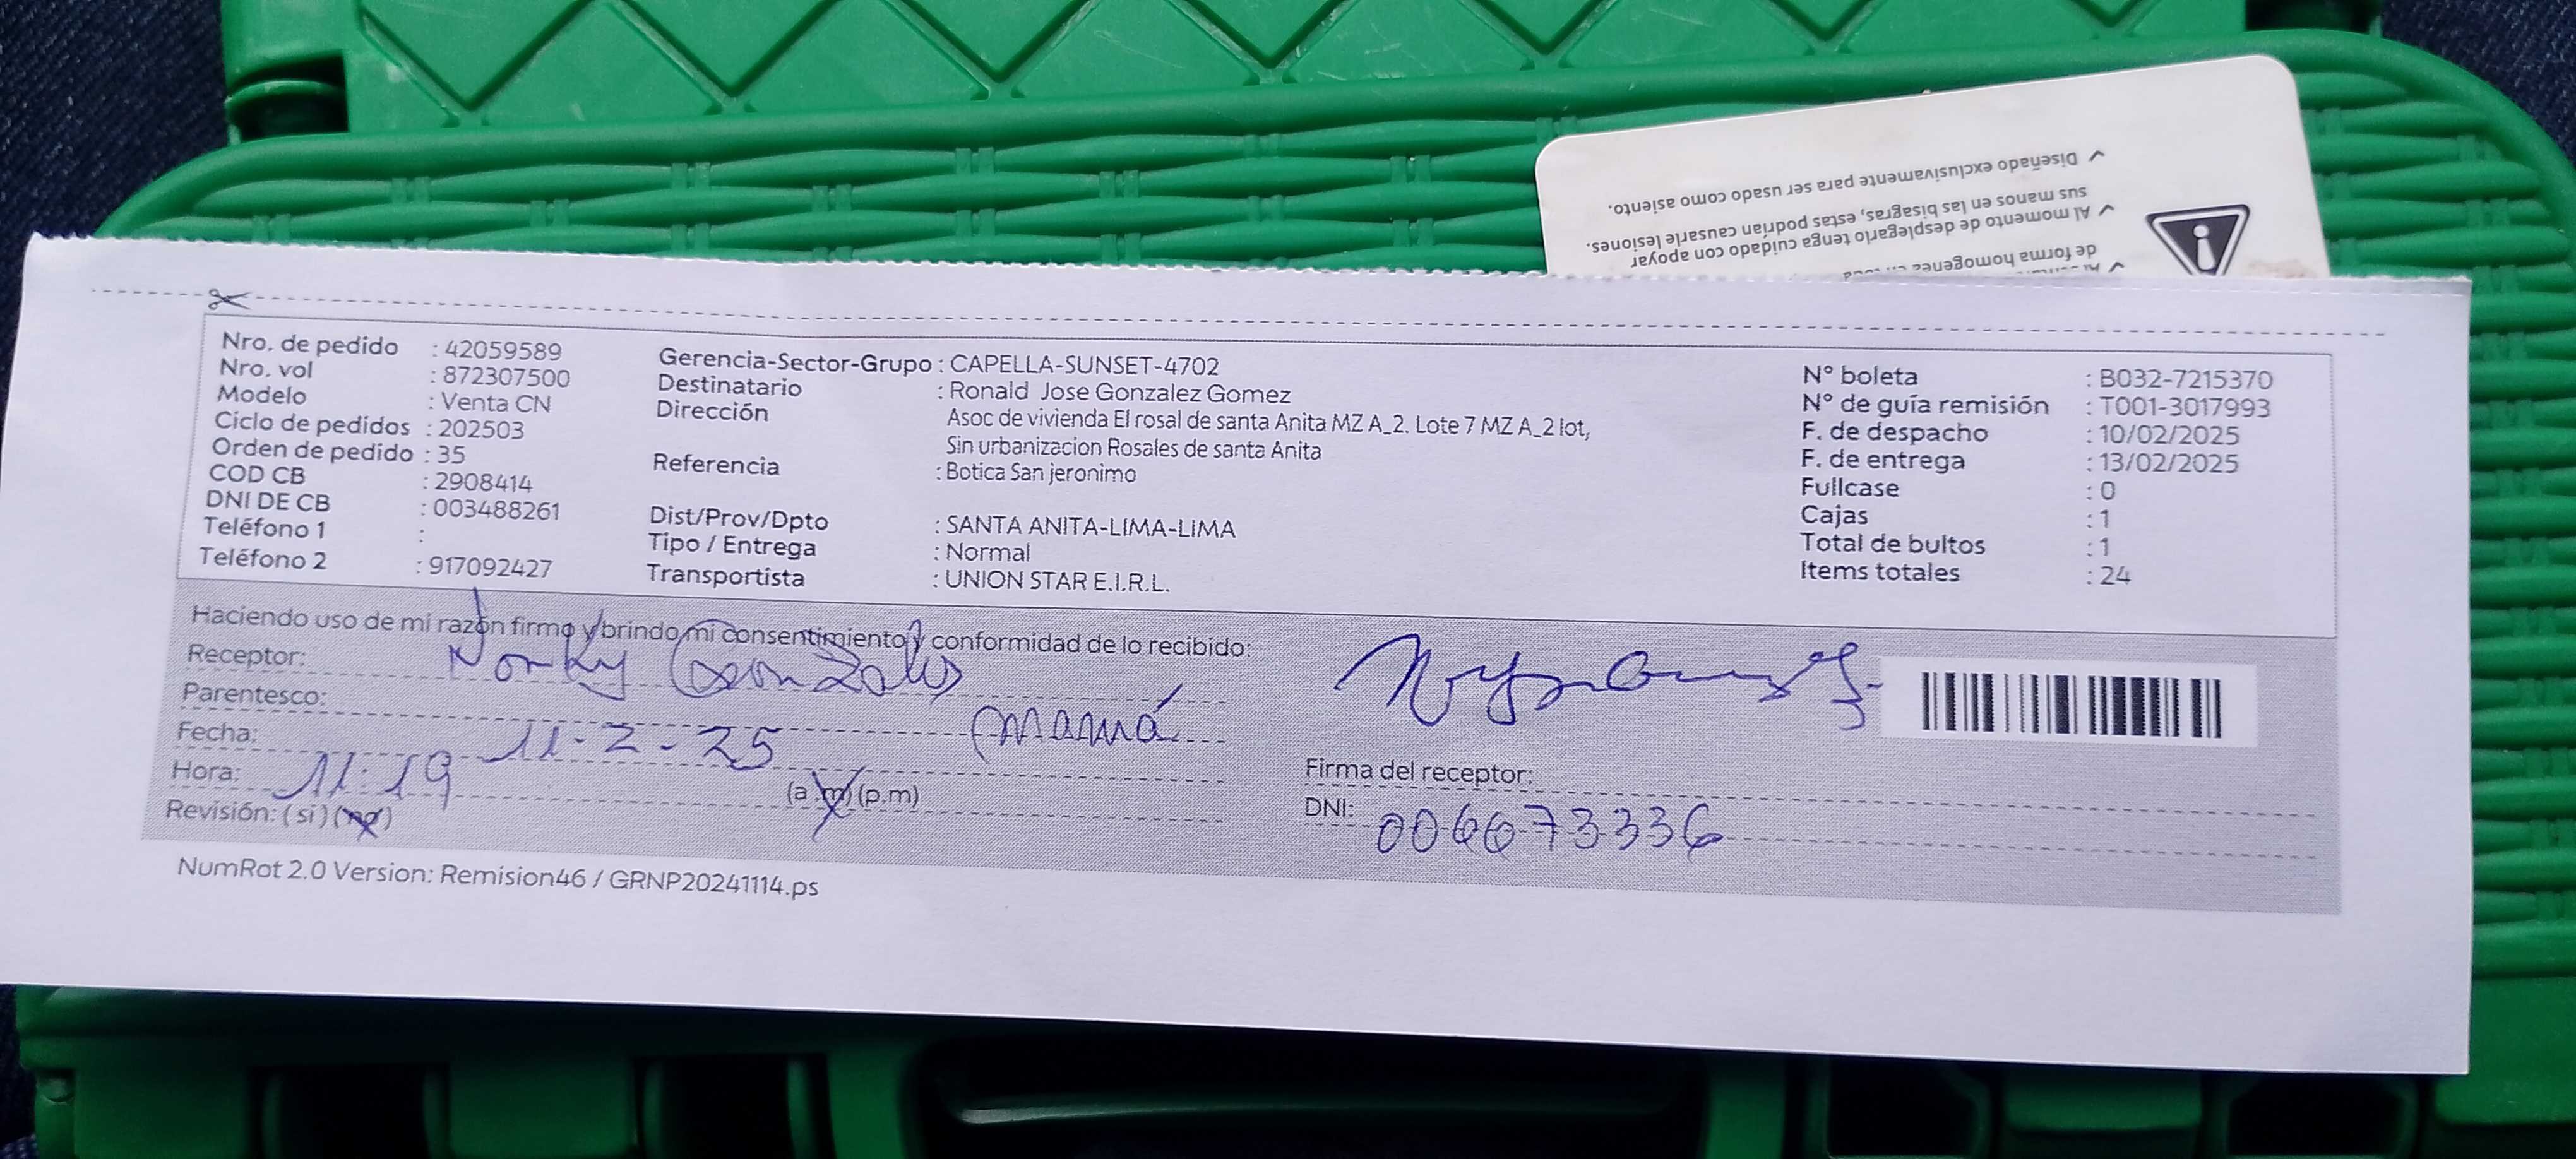 ✓ Diseñado exclusivamente para ser usado como asiento.
✓ Al momento de desplegarlo tenga cuidado con apoyar
sus manos en las bisagras, estas podrían causarle lesiones.
de forma homogenez
Nro. de pedido : 42059589
Nro. vol : 872307500
Modelo : Venta CN
Ciclo de pedidos : 202503
Orden de pedido : 35
COD CB : 2908414
DNI DE CB : 003488261
Teléfono 1 :
Teléfono 2 : 917092427
Gerencia-Sector-Grupo : CAPELLA-SUNSET-4702
Destinatario : Ronald Jose Gonzalez Gomez
Dirección Asoc de vivienda El rosal de santa Anita MZ A_2. Lote 7 MZ A_2 lot,
Sin urbanizacion Rosales de santa Anita
Referencia : Botica San jeronimo
Dist/Prov/Dpto : SANTA ANITA-LIMA-LIMA
Tipo / Entrega : Normal
Transportista : UNION STAR E.I.R.L.
N° boleta : B032-7215370
N° de guía remisión : T001-3017993
F. de despacho : 10/02/2025
F. de entrega : 13/02/2025
Fullcase : 0
Cajas : 1
Total de bultos : 1
Items totales : 24
Haciendo uso de mi razón firmo y brindo mi consentimiento y conformidad de lo recibido:
Receptor: Norky Gonzalez
Parentesco: mamá
Fecha: 11-2-25
Hora: 11:19 (a.m) (p.m)
Revisión: (si) (no)
Firma del receptor:
DNI: 006673336
NumRot 2.0 Version: Remision46 / GRNP20241114.ps